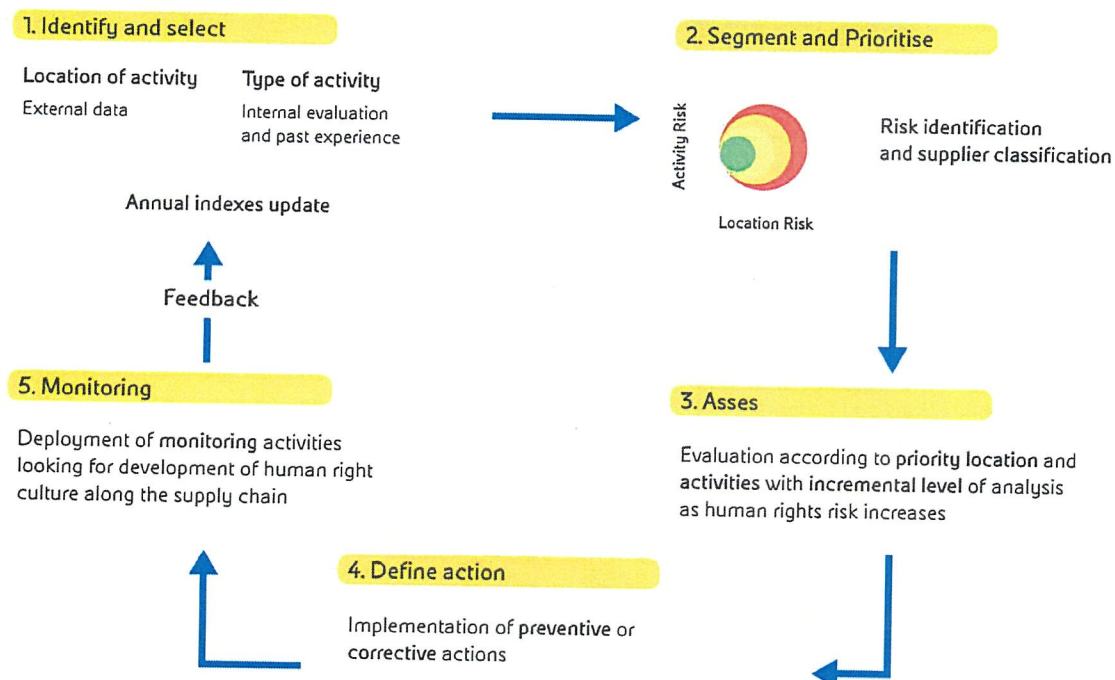 1. Identify and select
Location of activity
External data
Type of activity
Internal evaluation
and past experience
Annual indexes update
Feedback
2. Segment and Prioritise
Activity Risk
Location Risk
Risk identification
and supplier classification
3. Asses
Evaluation according to priority location and
activities with incremental level of analysis
as human rights risk increases
4. Define action
Implementation of preventive or
corrective actions
5. Monitoring
Deployment of monitoring activities
looking for development of human right
culture along the supply chain